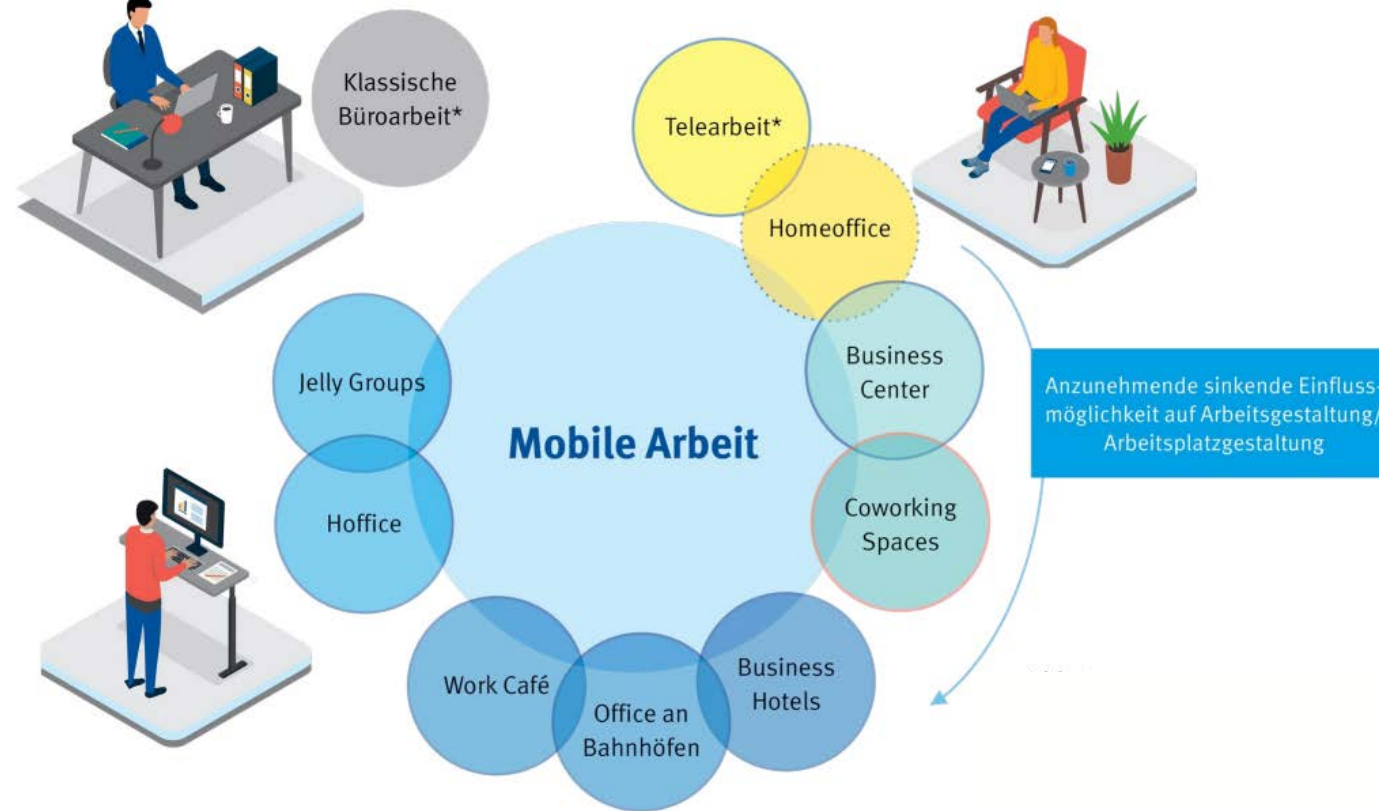 Klassische
Büroarbeit*
Telearbeit*
Homeoffice
Business
Center
Jelly Groups
Anzunehmende sinkende Einfluss-
möglichkeit auf Arbeitsgestaltung/
Arbeitsplatzgestaltung
Mobile Arbeit
Hoffice
Coworking
Spaces
Work Café
Business
Hotels
Office an
Bahnhöfen